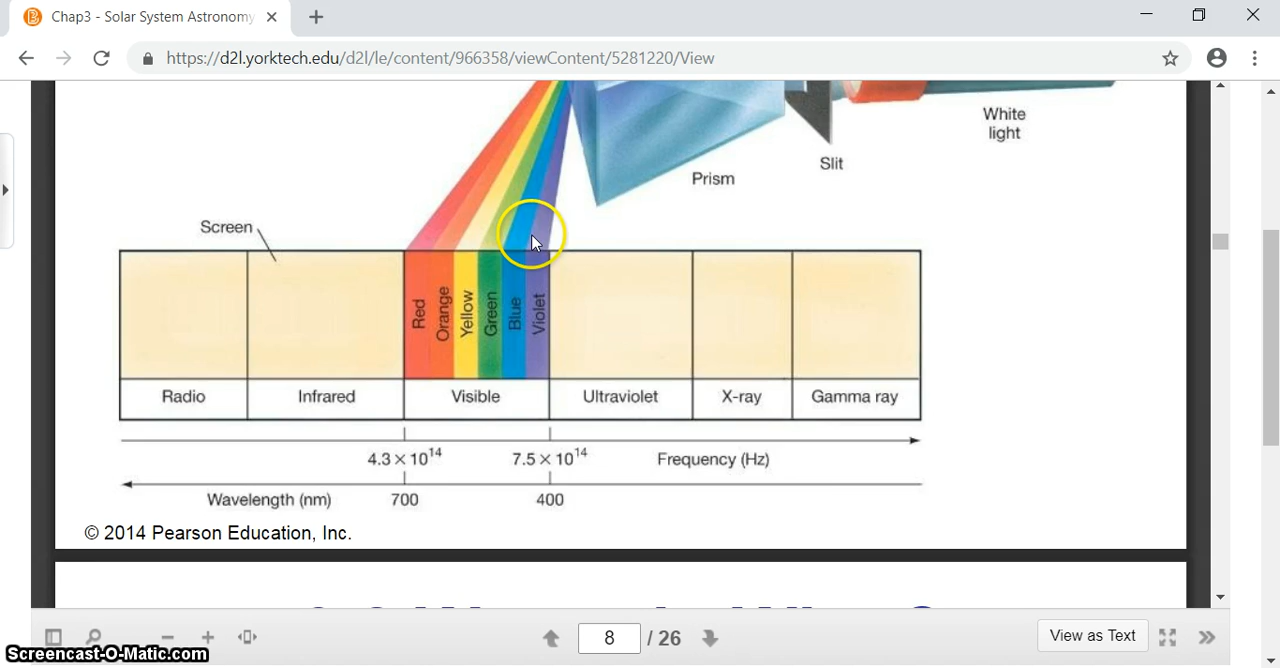 Chap3 - Solar System Astronomy
https://d2l.yorktech.edu/d2l/le/content/966358/viewContent/5281220/View
White
light
Slit
Prism
Screen
Red
Orange
Yellow
Green
Blue
Violet
Radio
Infrared
Visible
Ultraviolet
X-ray
Gamma ray
4.3 × 10¹⁴
7.5 × 10¹⁴
Frequency (Hz)
Wavelength (nm)
700
400
© 2014 Pearson Education, Inc.
8 / 26
View as Text
Screencast-O-Matic.com